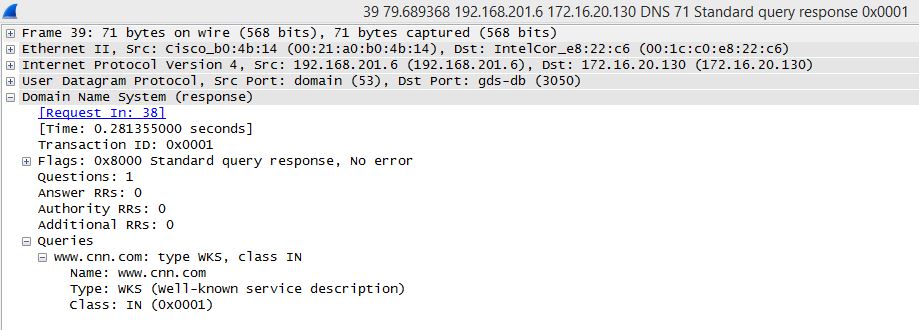 39 79.689368 192.168.201.6 172.16.20.130 DNS 71 Standard query response 0x0001
Frame 39: 71 bytes on wire (568 bits), 71 bytes captured (568 bits)
Ethernet II, Src: Cisco_b0:4b:14 (00:21:a0:b0:4b:14), Dst: IntelCor_e8:22:c6 (00:1c:c0:e8:22:c6)
Internet Protocol Version 4, Src: 192.168.201.6 (192.168.201.6), Dst: 172.16.20.130 (172.16.20.130)
User Datagram Protocol, Src Port: domain (53), Dst Port: gds-db (3050)
Domain Name System (response)
[Request In: 38]
[Time: 0.281355000 seconds]
Transaction ID: 0x0001
Flags: 0x8000 Standard query response, No error
Questions: 1
Answer RRs: 0
Authority RRs: 0
Additional RRs: 0
Queries
www.cnn.com: type WKS, class IN
Name: www.cnn.com
Type: WKS (Well-known service description)
Class: IN (0x0001)